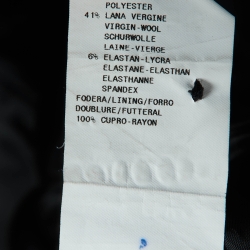 POLYESTER
41% LANA VERGINE
VIRGIN-WOOL
SCHURWOLLE
LAINE-VIERGE
6% ELASTAN-LYCRA
ELASTANE-ELASTHAN
ELASTHANNE
SPANDEX
FODERA/LINING/FORRO
DOUBLURE/FUTTERAL
100% CUPRO-RAYON